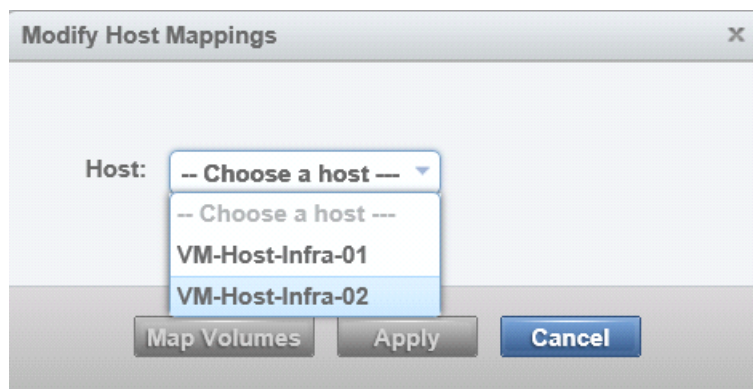 Modify Host Mappings x
Host: -- Choose a host ---
-- Choose a host ---
VM-Host-Infra-01
VM-Host-Infra-02
Map Volumes Apply Cancel